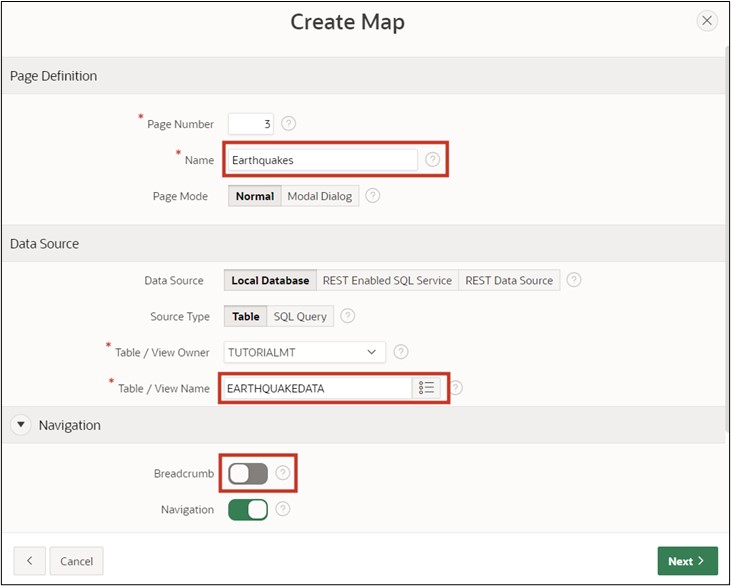 Create Map
Page Definition
* Page Number 3 ?
* Name Earthquakes ?
Page Mode Normal Modal Dialog ?
Data Source
Data Source Local Database REST Enabled SQL Service REST Data Source ?
Source Type Table SQL Query ?
* Table / View Owner TUTORIALMT ?
* Table / View Name EARTHQUAKEDATA ?
Navigation
Breadcrumb ?
Navigation ?
Cancel Next